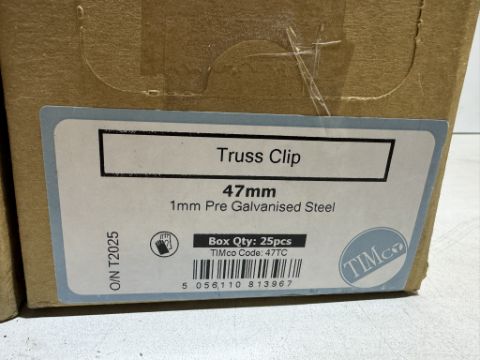 Truss Clip
47mm
1mm Pre Galvanised Steel
Box Qty: 25pcs
TIMco Code: 47TC
5 056110 813967
O/N T2025
TIMco